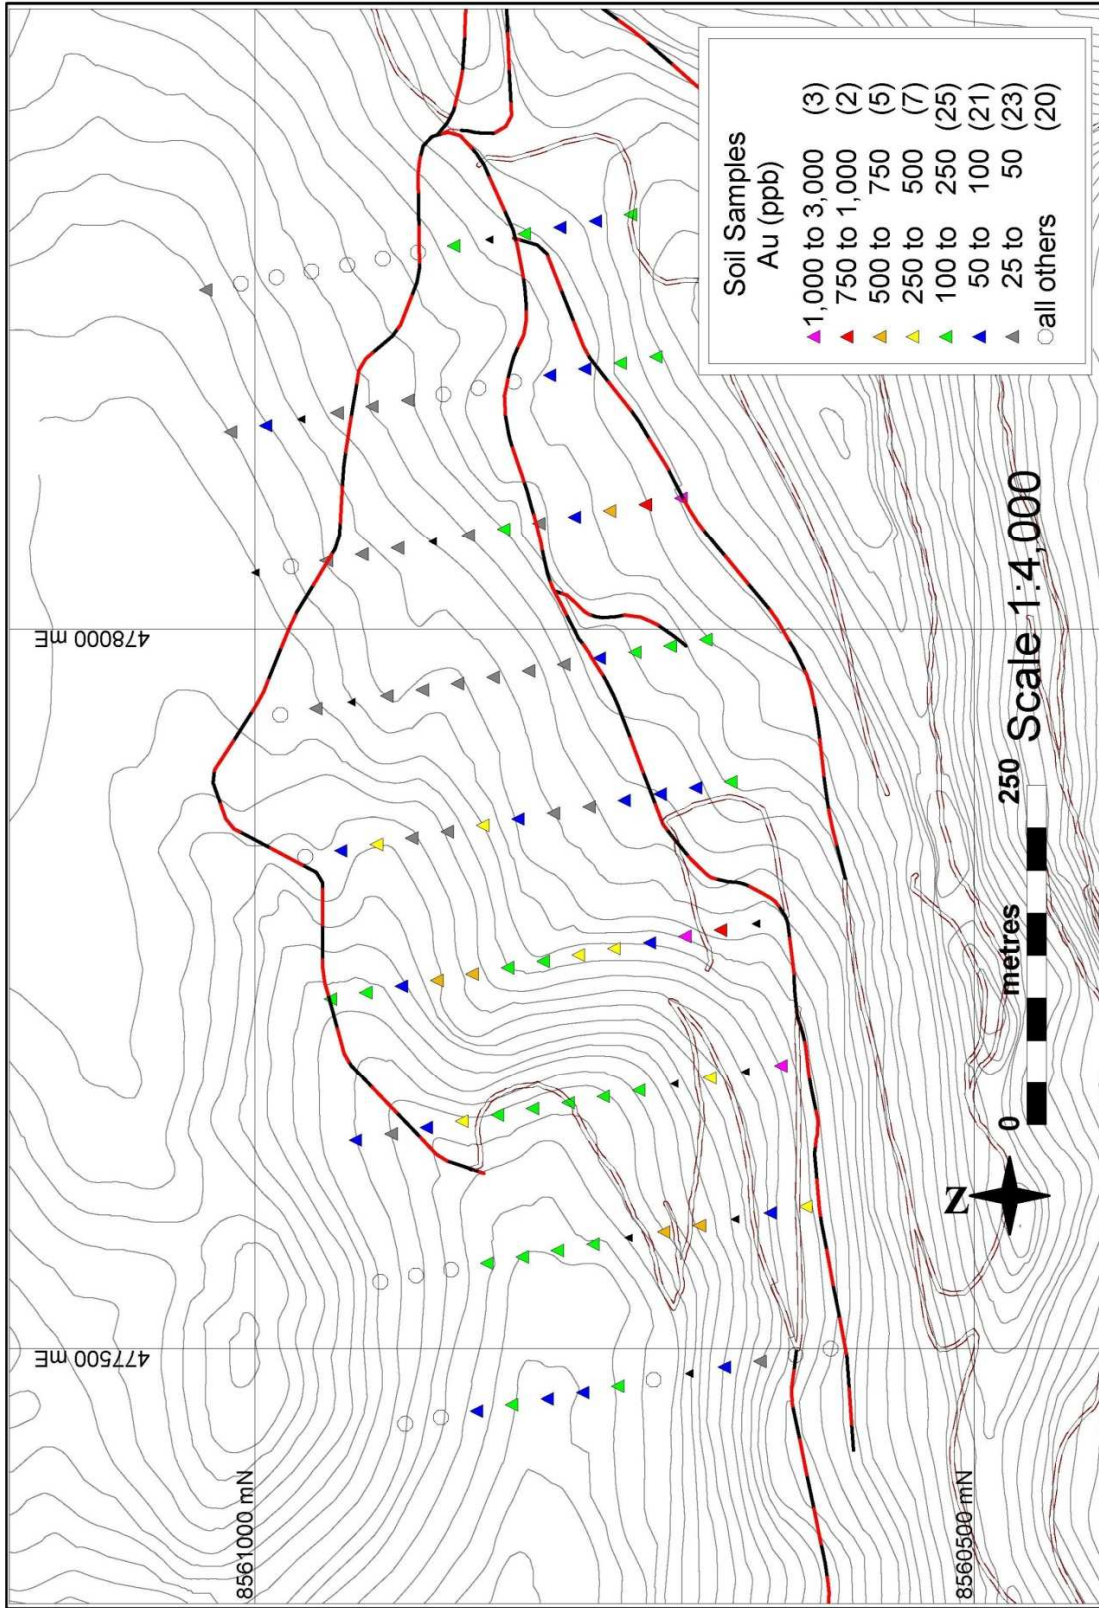 8561000 mN
8560500 mN
477500 mE
478000 mE
Soil Samples
Au (ppb)
1,000 to 3,000 (3)
750 to 1,000 (2)
500 to 750 (5)
250 to 500 (7)
100 to 250 (25)
50 to 100 (21)
25 to 50 (23)
all others (20)
N
0 metres 250
Scale 1:4,000